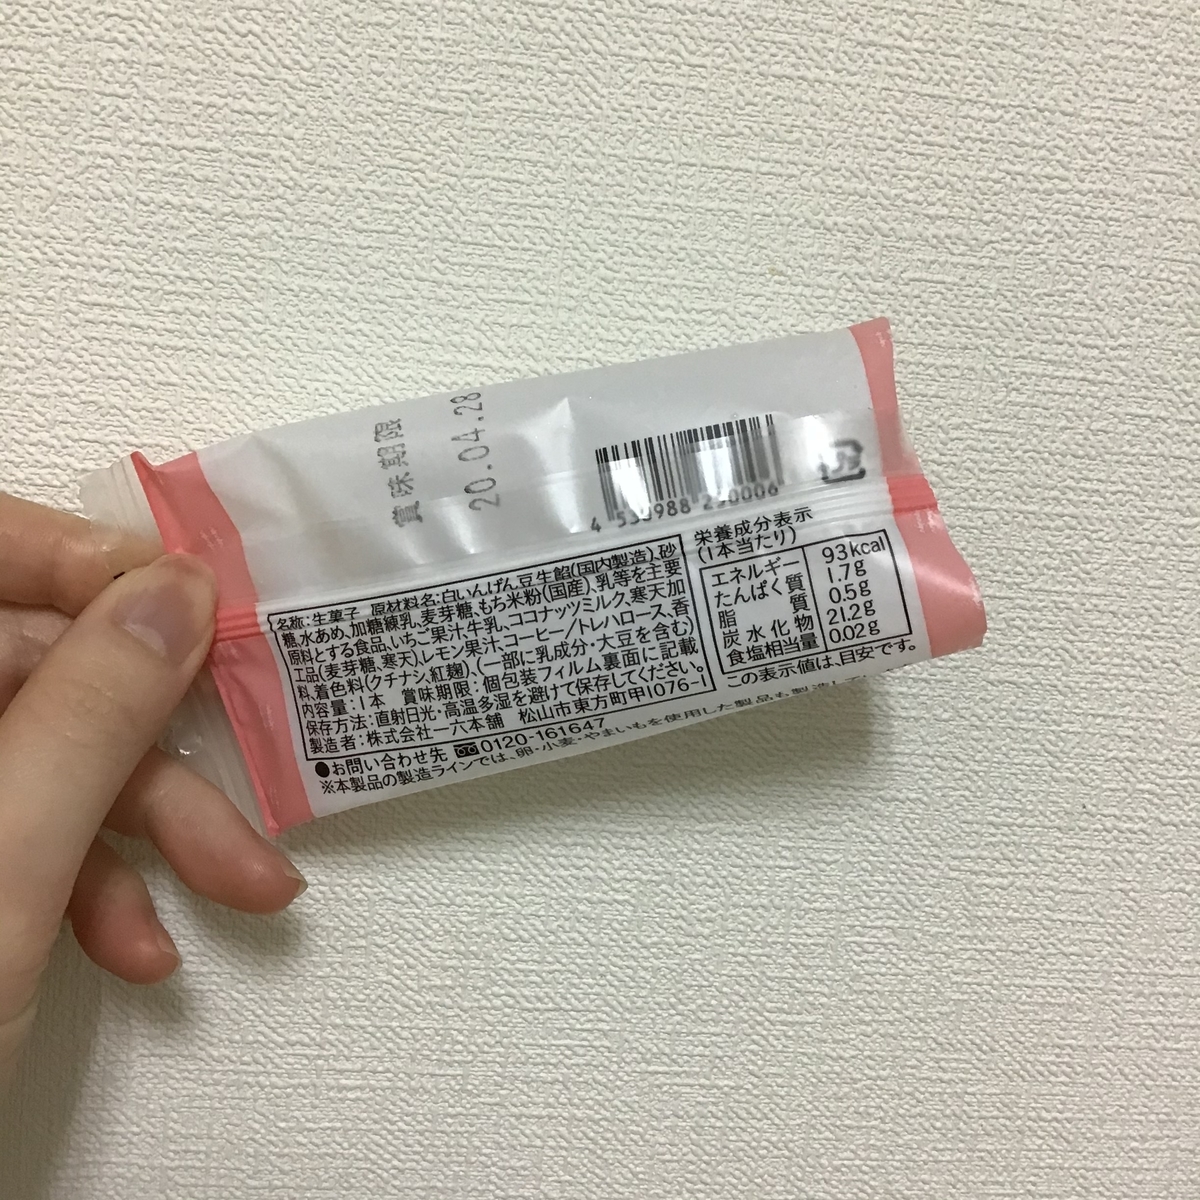 賞味期限
20.04.28
名称:生菓子 原材料名:白いんげん豆生餡(国内製造)、砂
糖、水あめ、加糖練乳、麦芽糖、もち米粉(国産)、乳等を主要
原料とする食品、いちご果汁、牛乳、ココナッツミルク、寒天加
工品(麦芽糖、寒天)、レモン果汁、コーヒー/トレハロース、香
料、着色料(クチナシ、紅麹)、(一部に乳成分・大豆を含む)
内容量:1本 賞味期限:個包装フィルム裏面に記載
保存方法:直射日光・高温多湿を避けて保存してください。
製造者:株式会社一六本舗 松山市東方町甲1076-1
●お問い合わせ先 0120-161647
※本製品の製造ラインでは、卵・小麦・やまいもを使用した製品も製造し
栄養成分表示
(1本当たり)
エネルギー 93kcal
たんぱく質 1.7g
脂質 0.5g
炭水化物 21.2g
食塩相当量 0.02g
この表示値は、目安です。